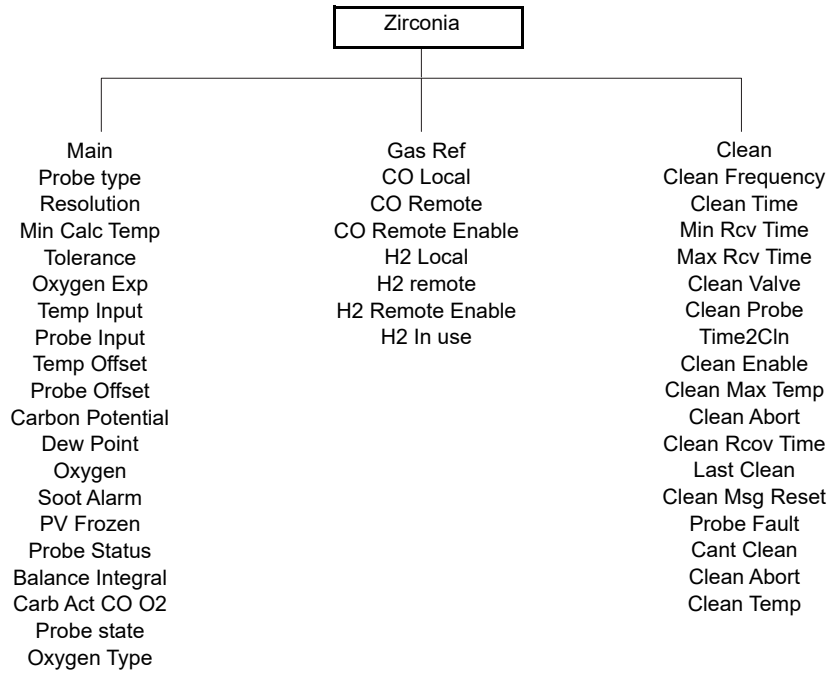 Zirconia
Main
Probe type
Resolution
Min Calc Temp
Tolerance
Oxygen Exp
Temp Input
Probe Input
Temp Offset
Probe Offset
Carbon Potential
Dew Point
Oxygen
Soot Alarm
PV Frozen
Probe Status
Balance Integral
Carb Act CO O2
Probe state
Oxygen Type
Gas Ref
CO Local
CO Remote
CO Remote Enable
H2 Local
H2 remote
H2 Remote Enable
H2 In use
Clean
Clean Frequency
Clean Time
Min Rcv Time
Max Rcv Time
Clean Valve
Clean Probe
Time2Cln
Clean Enable
Clean Max Temp
Clean Abort
Clean Rcov Time
Last Clean
Clean Msg Reset
Probe Fault
Cant Clean
Clean Abort
Clean Temp